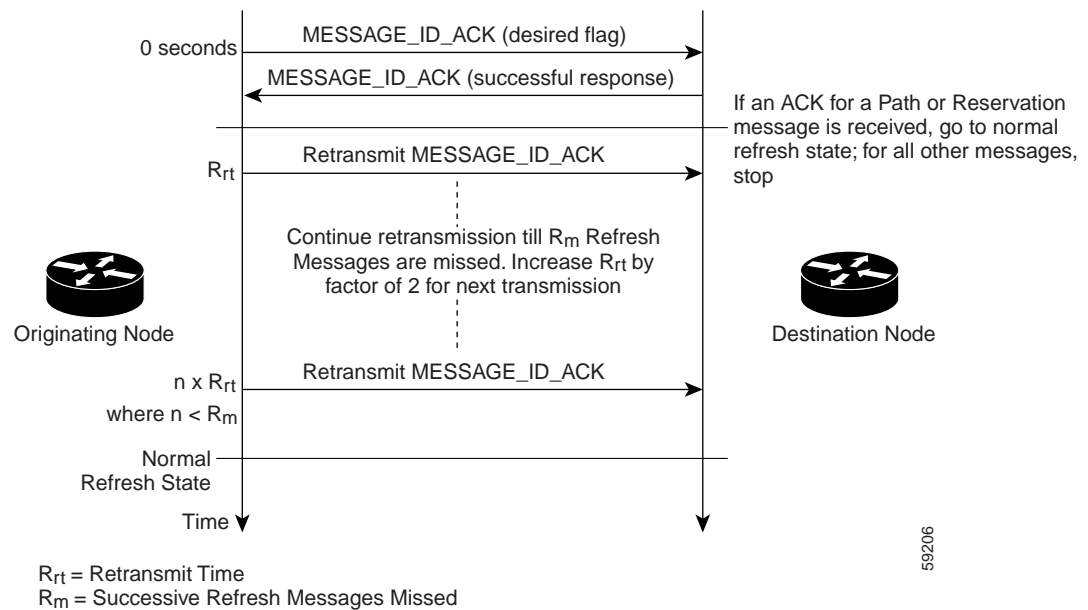 0 seconds
MESSAGE_ID_ACK (desired flag)
MESSAGE_ID_ACK (successful response)
If an ACK for a Path or Reservation
message is received, go to normal
refresh state; for all other messages,
stop
Rrt
Retransmit MESSAGE_ID_ACK
Continue retransmission till Rm Refresh
Messages are missed. Increase Rrt by
factor of 2 for next transmission
Originating Node
Destination Node
n x Rrt
where n < Rm
Retransmit MESSAGE_ID_ACK
Normal
Refresh State
Time
59206
Rrt = Retransmit Time
Rm = Successive Refresh Messages Missed